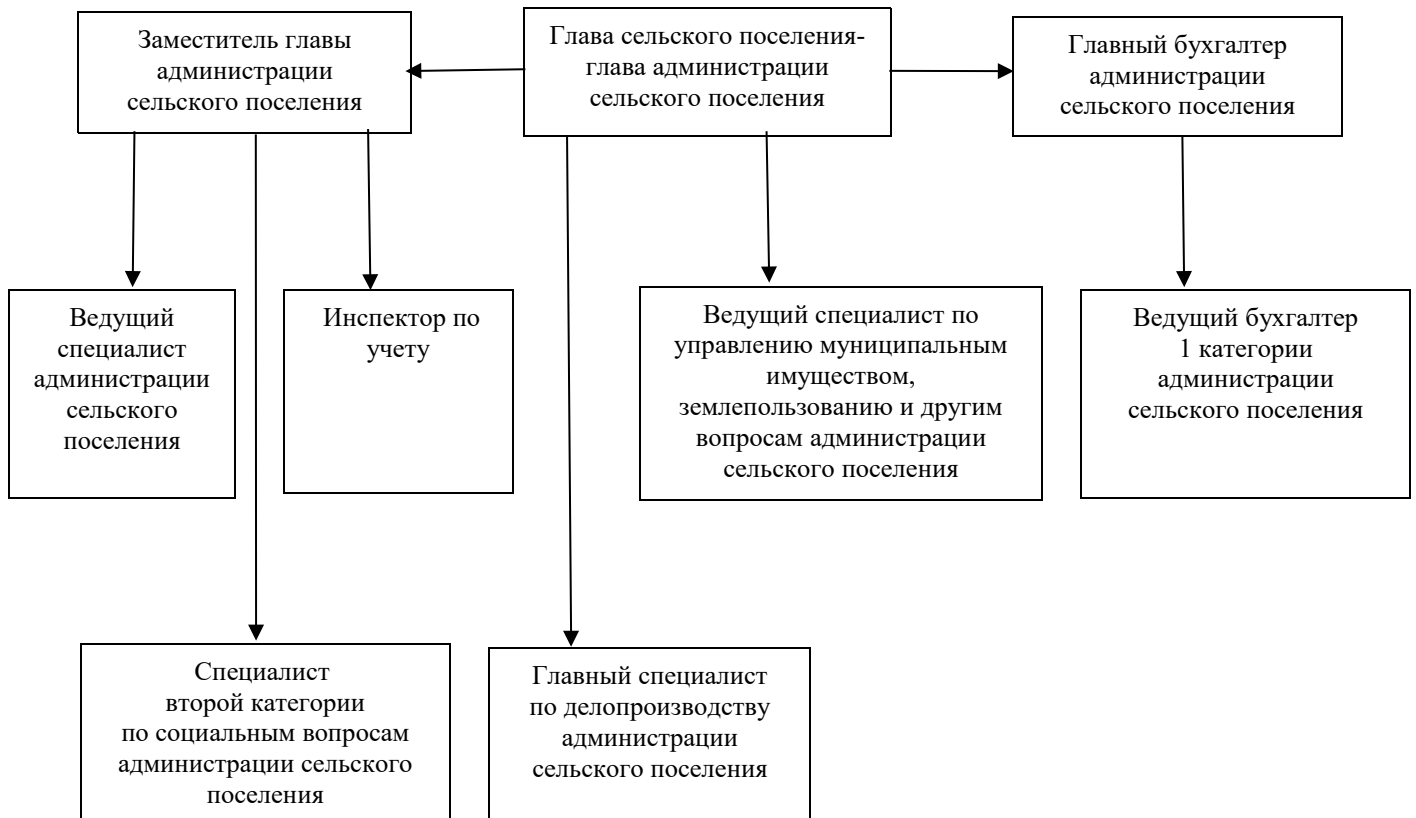 Заместитель главы
администрации
сельского поселения
Глава сельского поселения-
глава администрации
сельского поселения
Главный бухгалтер
администрации
сельского поселения
Ведущий
специалист
администрации
сельского
поселения
Инспектор по
учету
Ведущий специалист по
управлению муниципальным
имуществом,
землепользованию и другим
вопросам администрации
сельского поселения
Ведущий бухгалтер
1 категории
администрации
сельского поселения
Специалист
второй категории
по социальным вопросам
администрации сельского
поселения
Главный специалист
по делопроизводству
администрации
сельского поселения